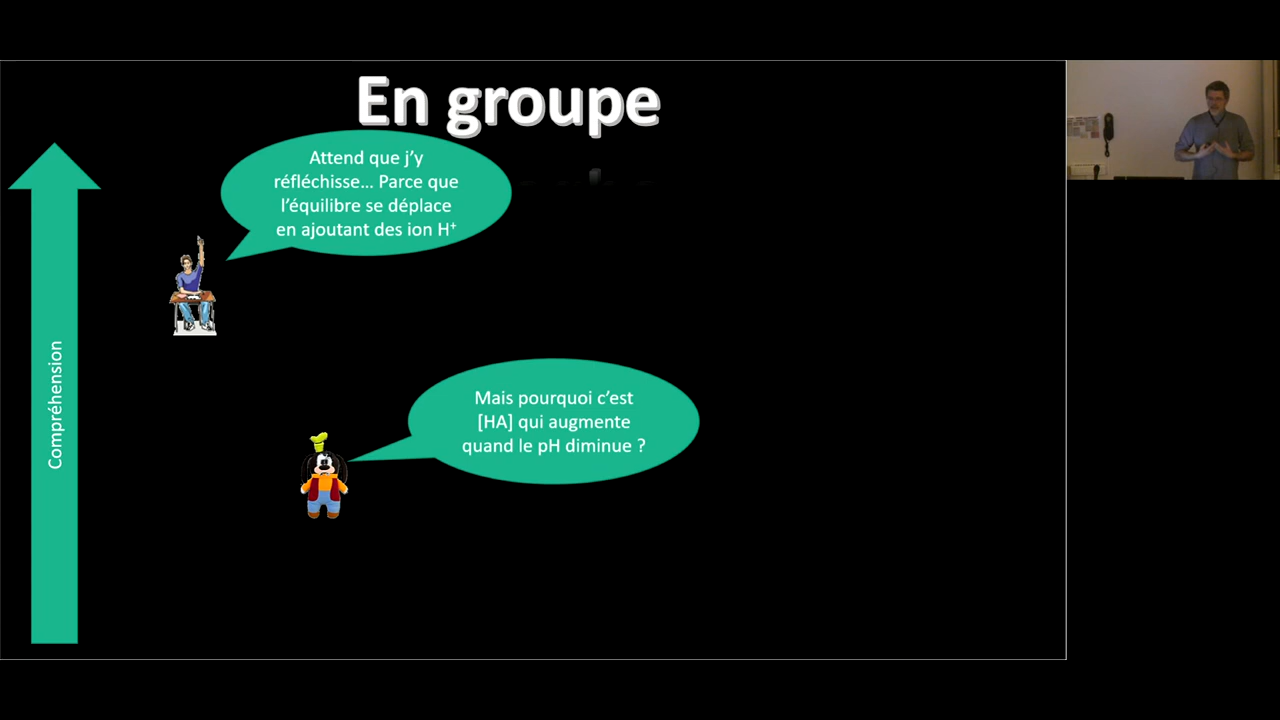 En groupe
Attend que j'y
réfléchisse... Parce que
l'équilibre se déplace
en ajoutant des ion H⁺
Compréhension
Mais pourquoi c'est
[HA] qui augmente
quand le pH diminue ?